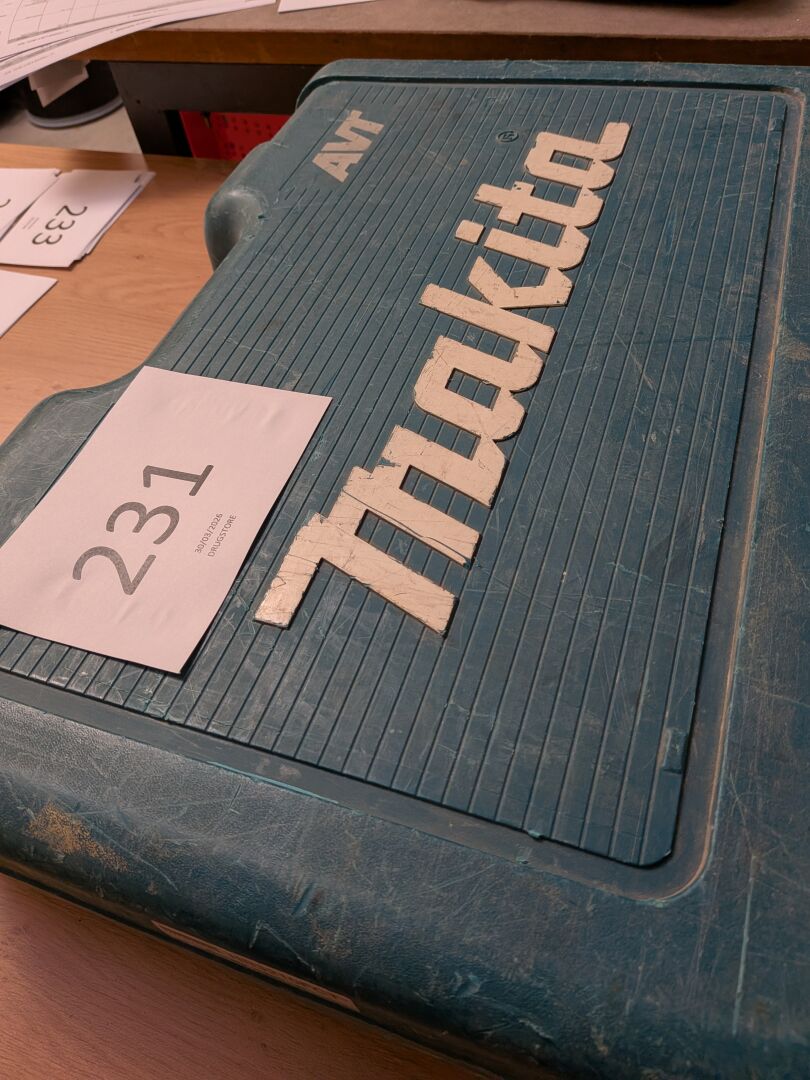 AVT
makita®
231
30/03/2026
DRUGSTORE
233